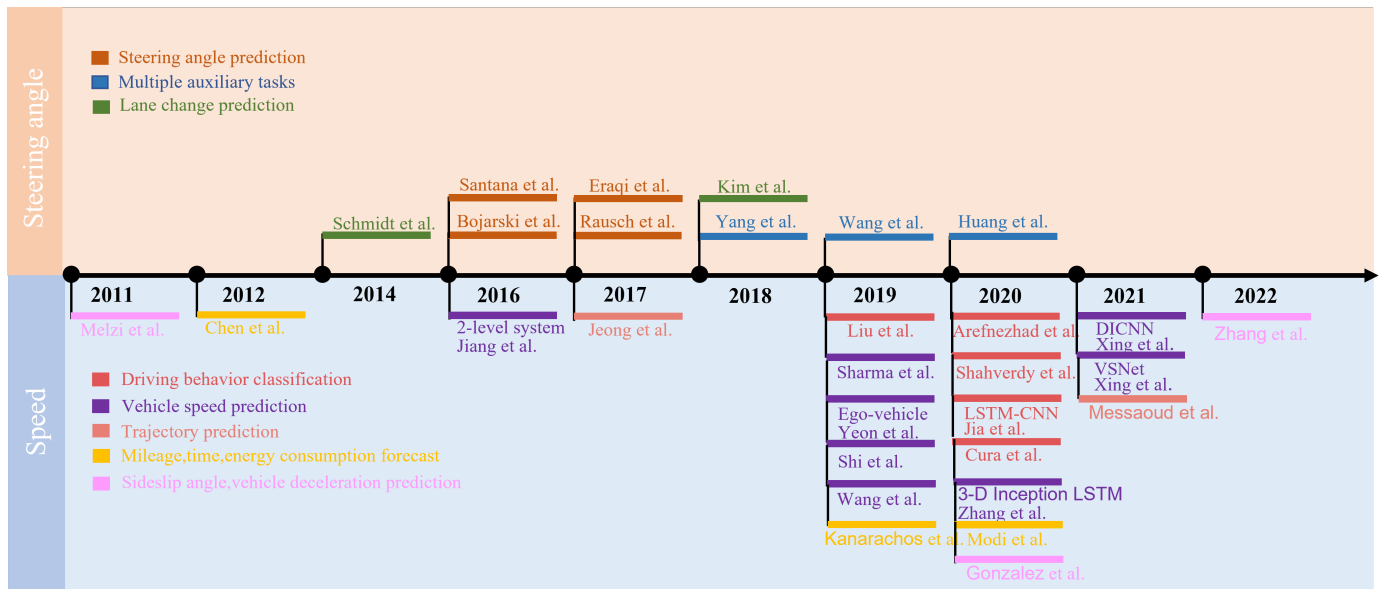 Steering angle
Steering angle prediction
Multiple auxiliary tasks
Lane change prediction
Schmidt et al.
Santana et al.
Bojarski et al.
Eraqi et al.
Rausch et al.
Kim et al.
Yang et al.
Wang et al.
Huang et al.
2011
2012
2014
2016
2017
2018
2019
2020
2021
2022
Speed
Melzi et al.
Chen et al.
2-level system
Jiang et al.
Jeong et al.
Driving behavior classification
Vehicle speed prediction
Trajectory prediction
Mileage,time,energy consumption forecast
Sideslip angle,vehicle deceleration prediction
Liu et al.
Sharma et al.
Ego-vehicle
Yeon et al.
Shi et al.
Wang et al.
Kanarachos et al.
Arefnezhad et al.
Shahverdy et al.
LSTM-CNN
Jia et al.
Cura et al.
3-D Inception LSTM
Zhang et al.
Modi et al.
Gonzalez et al.
DICNN
Xing et al.
VSNet
Xing et al.
Messaoud et al.
Zhang et al.